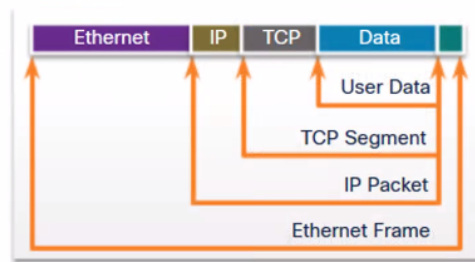 Ethernet IP TCP Data
User Data
TCP Segment
IP Packet
Ethernet Frame